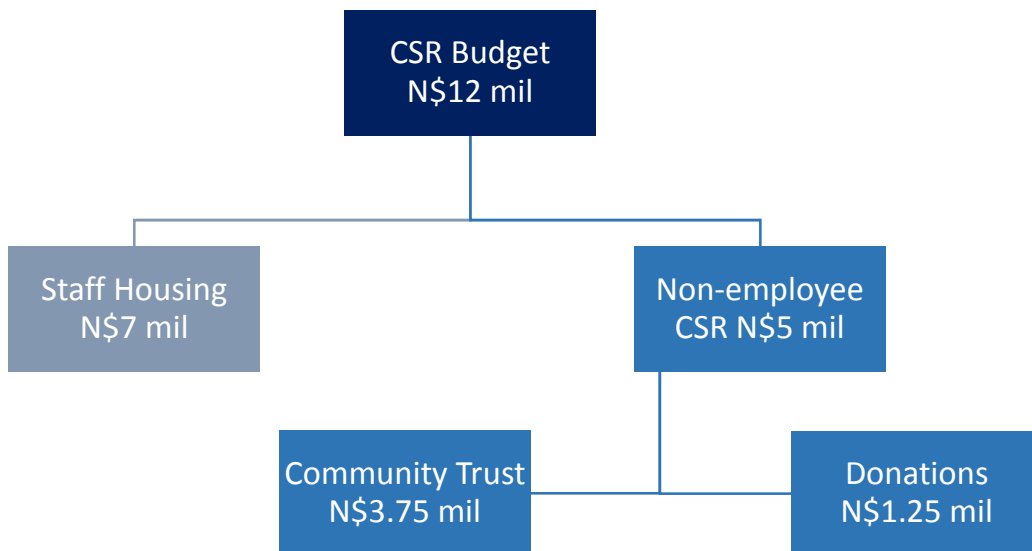 CSR Budget
N$12 mil
Staff Housing
N$7 mil
Non-employee
CSR N$5 mil
Community Trust
N$3.75 mil
Donations
N$1.25 mil